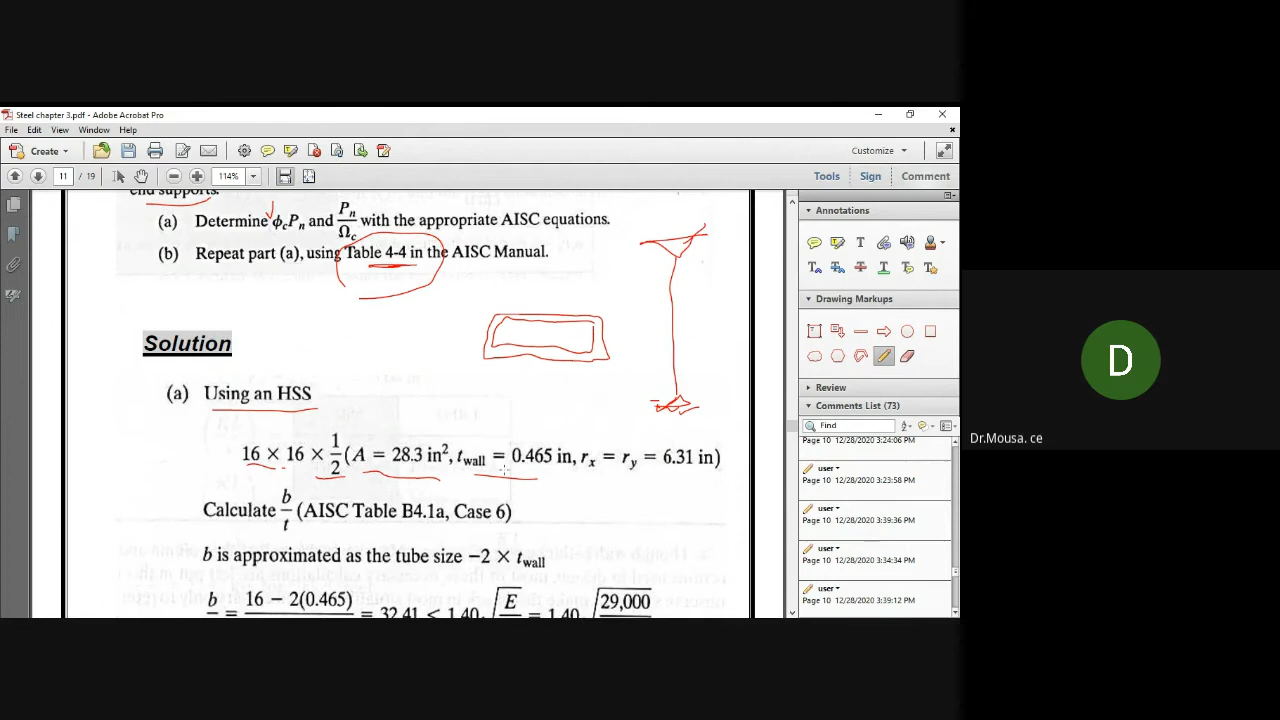 Steel chapter 3.pdf - Adobe Acrobat Pro
File Edit View Window Help
Create
Customize
11 / 19
114%
Tools Sign Comment
end supports.
(a) Determine ϕcPn and Pn/Ωc with the appropriate AISC equations.
(b) Repeat part (a), using Table 4-4 in the AISC Manual.
Solution
(a) Using an HSS
16 × 16 × 1/2 (A = 28.3 in², twall = 0.465 in, rx = ry = 6.31 in)
Calculate b/t (AISC Table B4.1a, Case 6)
b is approximated as the tube size −2 × twall
b = 16 − 2(0.465) = 32.41 < 1.40 √E = 1.40 √29,000
Annotations
Drawing Markups
Review
Comments List (73)
Find
Page 10 12/28/2020 3:24:06 PM
user
Page 10 12/28/2020 3:23:58 PM
user
Page 10 12/28/2020 3:39:36 PM
user
Page 10 12/28/2020 3:34:34 PM
user
Page 10 12/28/2020 3:39:12 PM
D
Dr.Mousa. ce